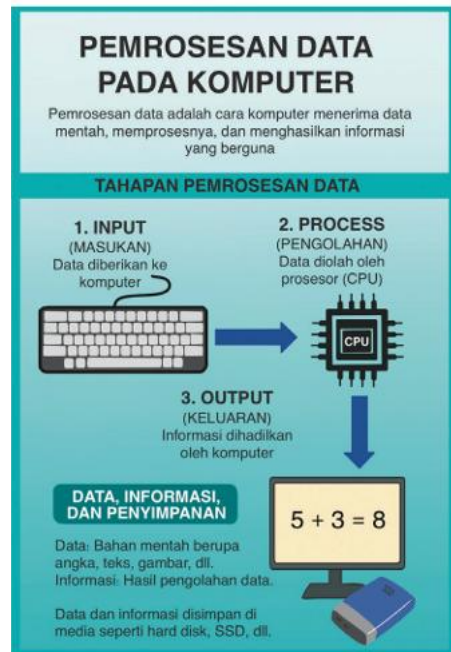 PEMROSESAN DATA
PADA KOMPUTER
Pemrosesan data adalah cara komputer menerima data
mentah, memprosesnya, dan menghasilkan informasi
yang berguna
TAHAPAN PEMROSESAN DATA
1. INPUT
(MASUKAN)
Data diberikan ke
komputer
2. PROCESS
(PENGOLAHAN)
Data diolah oleh
prosesor (CPU)
CPU
3. OUTPUT
(KELUARAN)
Informasi dihadilkan
oleh komputer
5 + 3 = 8
DATA, INFORMASI,
DAN PENYIMPANAN
Data: Bahan mentah berupa
angka, teks, gambar, dll.
Informasi: Hasil pengolahan data.
Data dan informasi disimpan di
media seperti hard disk, SSD, dll.